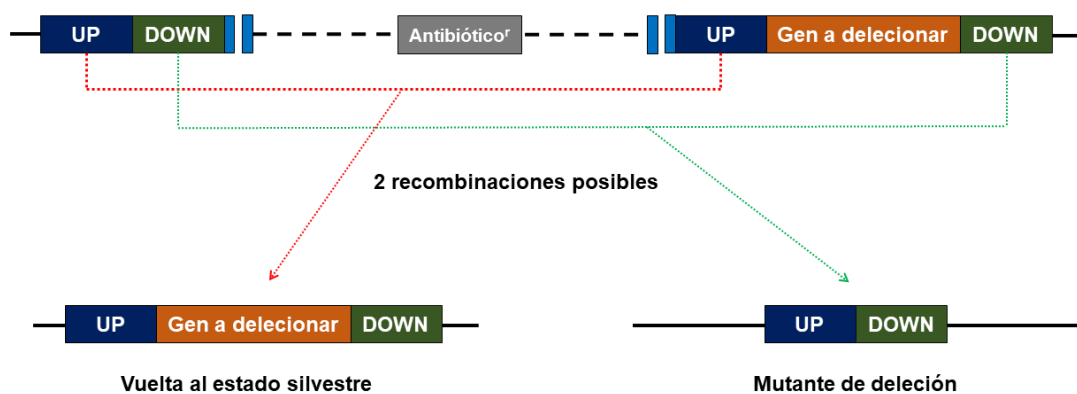 UP DOWN Antibióticoʳ UP Gen a delecionar DOWN
2 recombinaciones posibles
UP Gen a delecionar DOWN UP DOWN
Vuelta al estado silvestre Mutante de deleción